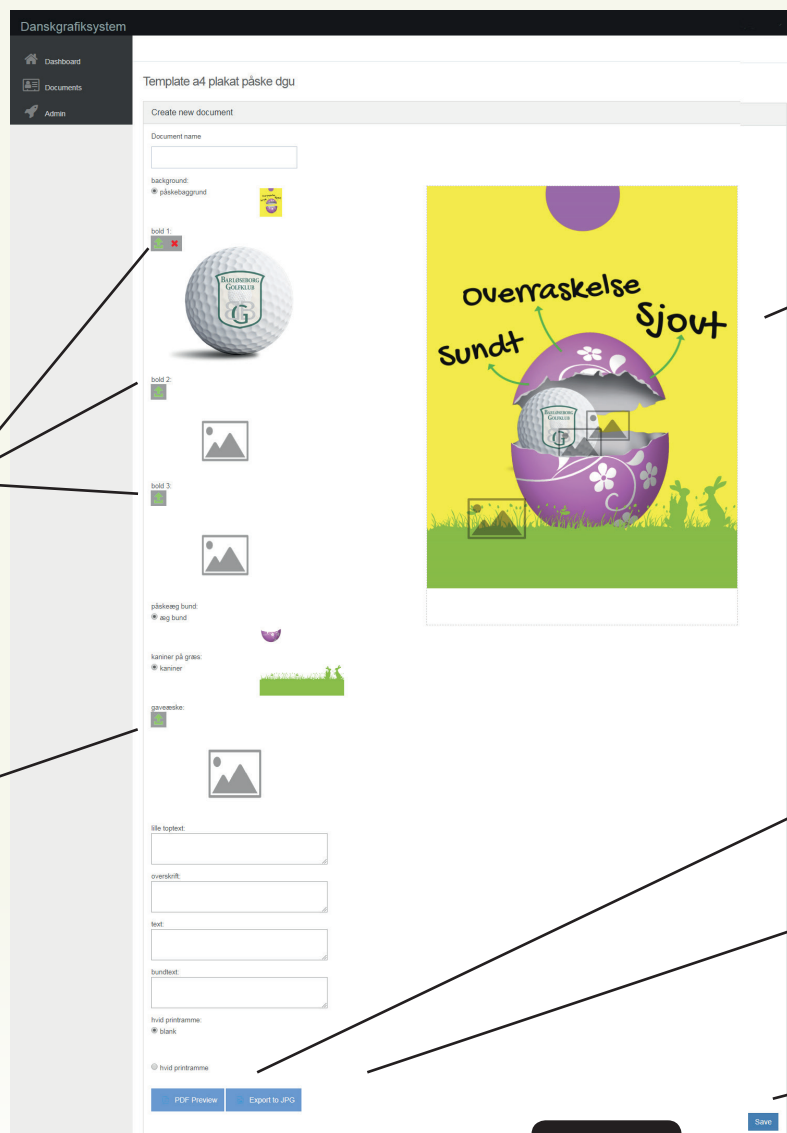 Danskgrafiksystem
Dashboard
Documents
Admin
Template a4 plakat påske dgu
Create new document
Document name
background:
påskebaggrund
bold 1:
BARLØSEBORG
GOLFKLUB
bold 2:
bold 3:
påskeæg bund:
æg bund
kaniner på græs:
kaniner
gaveæske:
lille toptext:
overskrift:
text:
bundtext:
hvid printramme:
blank
hvid printramme
PDF Preview
Export to JPG
overraskelse
Sjovt
Sundt
BARLØSEBORG
GOLFKLUB
Save